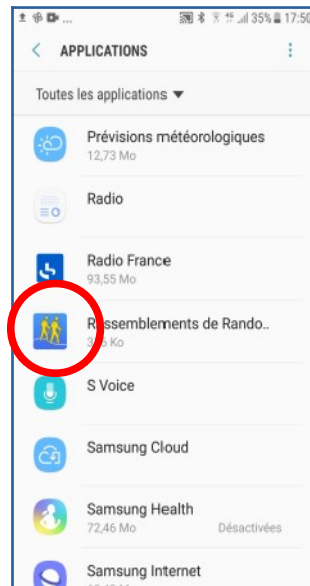 35% 17:50
APPLICATIONS
Toutes les applications
Prévisions météorologiques
12,73 Mo
Radio
Radio France
93,55 Mo
Rassemblements de Rando..
Ko
S Voice
Samsung Cloud
Samsung Health
72,46 Mo Désactivées
Samsung Internet